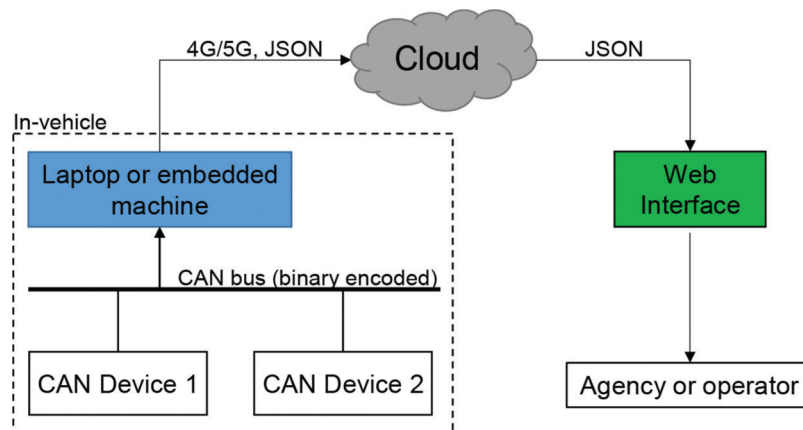 4G/5G, JSON
Cloud
JSON
In-vehicle
Laptop or embedded
machine
Web
Interface
CAN bus (binary encoded)
CAN Device 1
CAN Device 2
Agency or operator